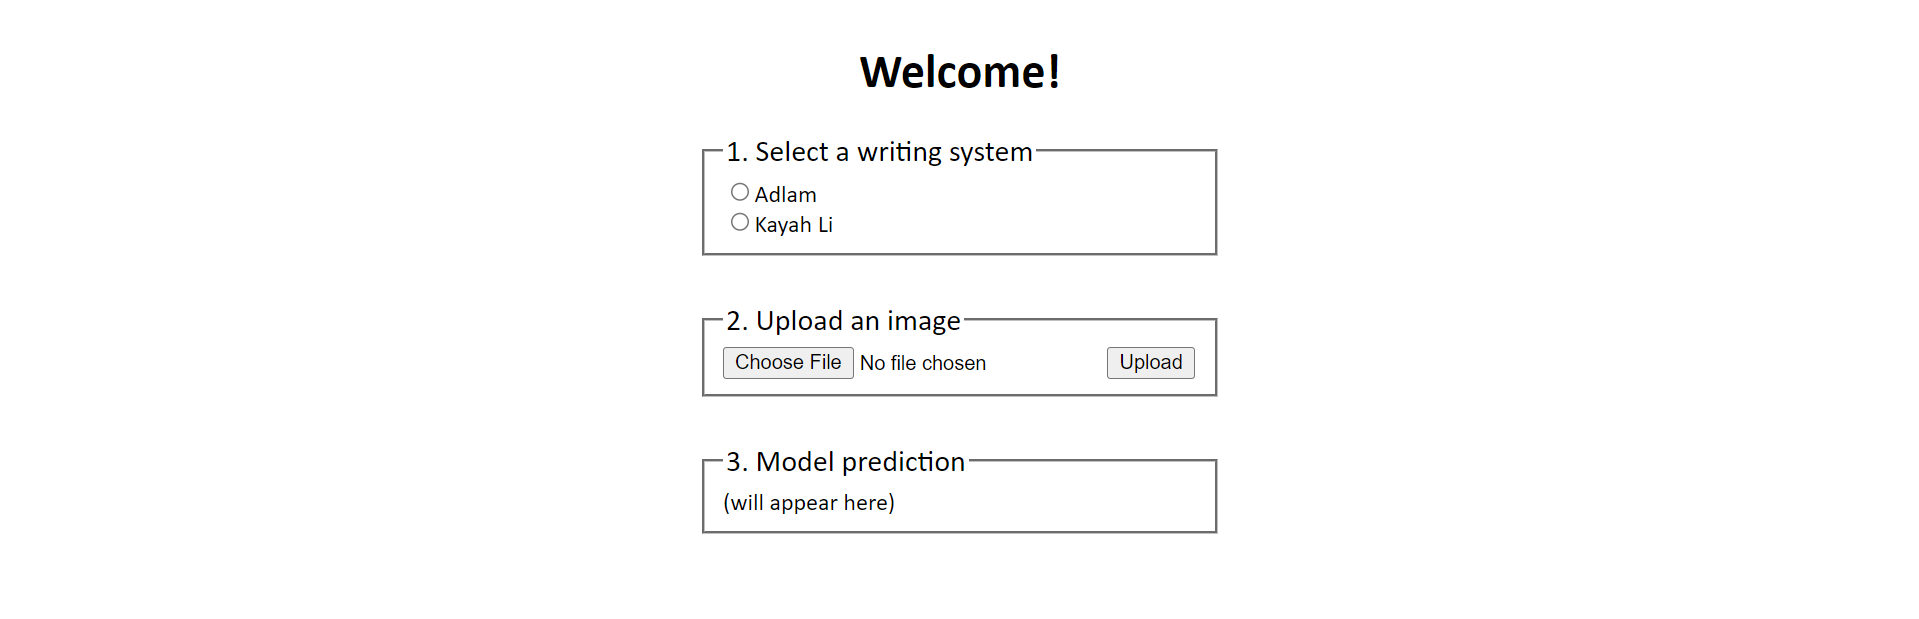 Welcome!
1. Select a writing system
Adlam
Kayah Li
2. Upload an image
Choose File No file chosen Upload
3. Model prediction
(will appear here)